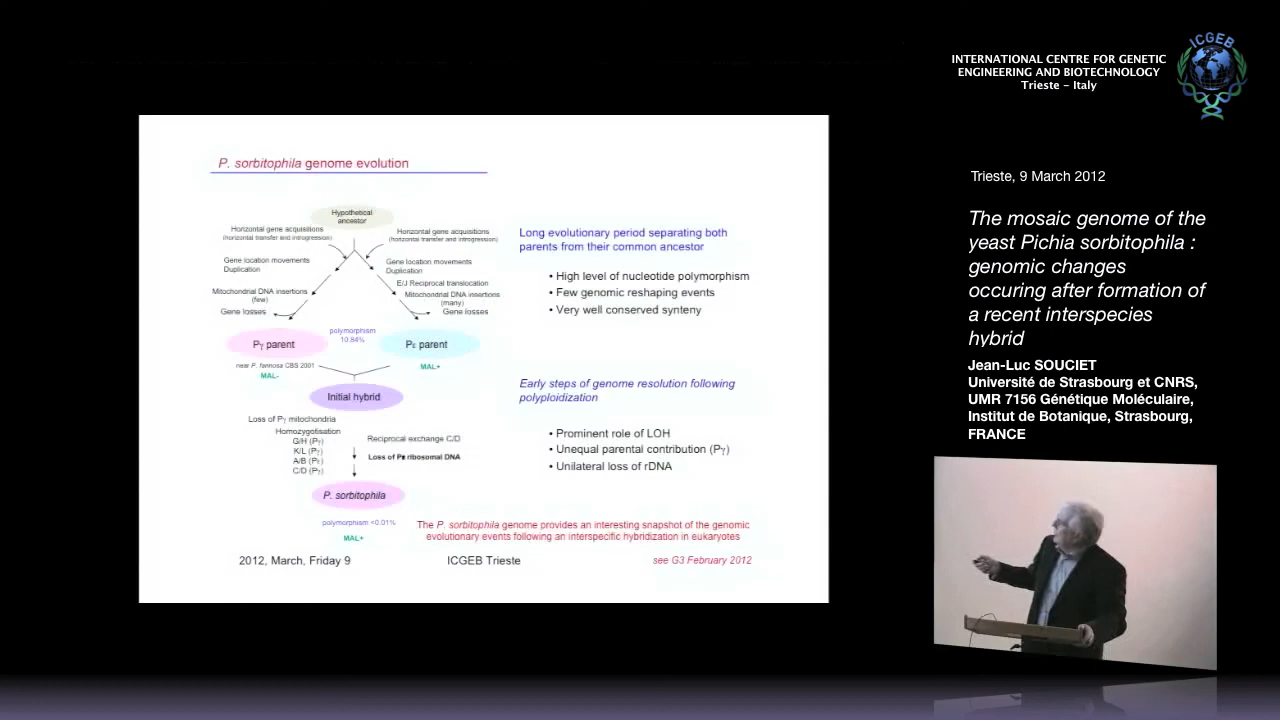 ICGEB
INTERNATIONAL CENTRE FOR GENETIC
ENGINEERING AND BIOTECHNOLOGY
Trieste - Italy
Trieste, 9 March 2012
The mosaic genome of the
yeast Pichia sorbitophila :
genomic changes
occuring after formation of
a recent interspecies
hybrid
Jean-Luc SOUCIET
Université de Strasbourg et CNRS,
UMR 7156 Génétique Moléculaire,
Institut de Botanique, Strasbourg,
FRANCE
P. sorbitophila genome evolution
Hypothetical
ancestor
Horizontal gene acquisitions
(horizontal transfer and introgression)
Horizontal gene acquisitions
(horizontal transfer and introgression)
Gene location movements
Duplication
Gene location movements
Duplication
E/J Reciprocal translocation
Mitochondrial DNA insertions
(few)
Mitochondrial DNA insertions
(many)
Gene losses
Gene losses
polymorphism
10.84%
Pγ parent
Pε parent
near P. farinosa CBS 2001
MAL-
MAL+
Initial hybrid
Loss of Pγ mitochondria
Homozygotisation
G/H (Pγ)
K/L (Pγ)
A/B (Pε)
C/D (Pγ)
Reciprocal exchange C/D
Loss of Pε ribosomal DNA
P. sorbitophila
polymorphism <0.01%
MAL+
Long evolutionary period separating both
parents from their common ancestor
• High level of nucleotide polymorphism
• Few genomic reshaping events
• Very well conserved synteny
Early steps of genome resolution following
polyploidization
• Prominent role of LOH
• Unequal parental contribution (Pγ)
• Unilateral loss of rDNA
The P. sorbitophila genome provides an interesting snapshot of the genomic
evolutionary events following an interspecific hybridization in eukaryotes
2012, March, Friday 9
ICGEB Trieste
see G3 February 2012